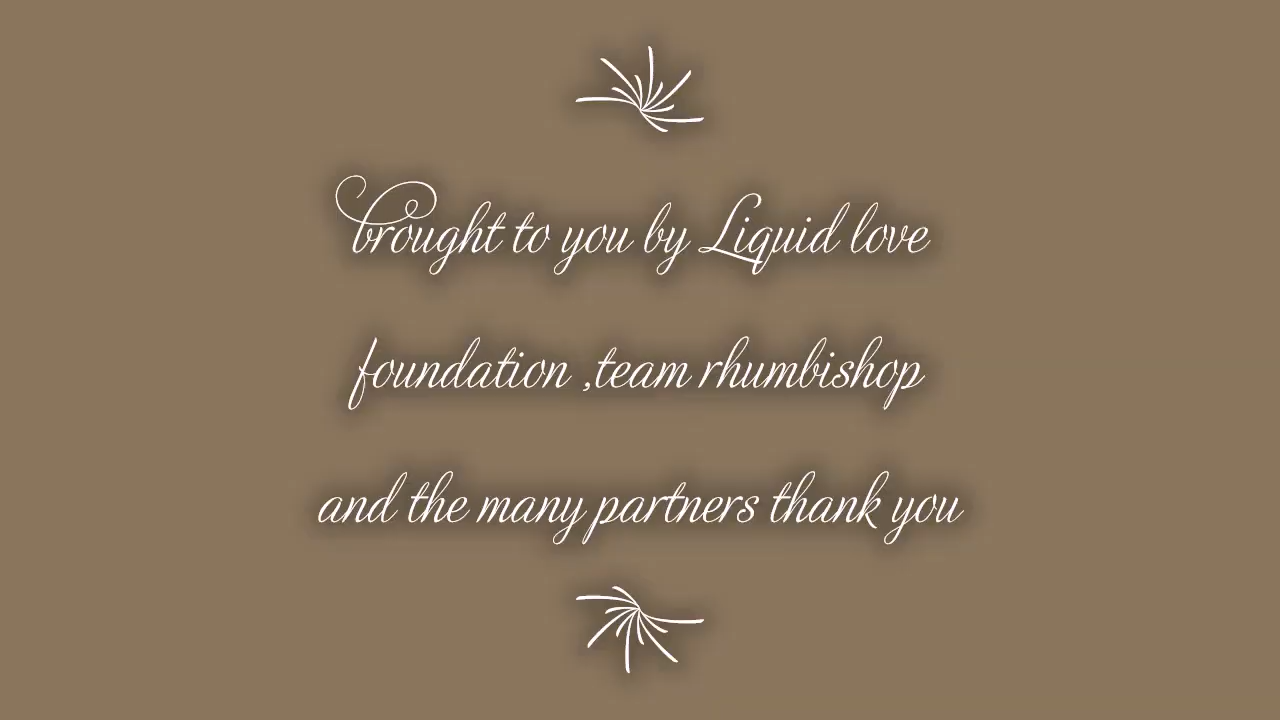 brought to you by Liquid love
foundation ,team rhumbishop
and the many partners thank you